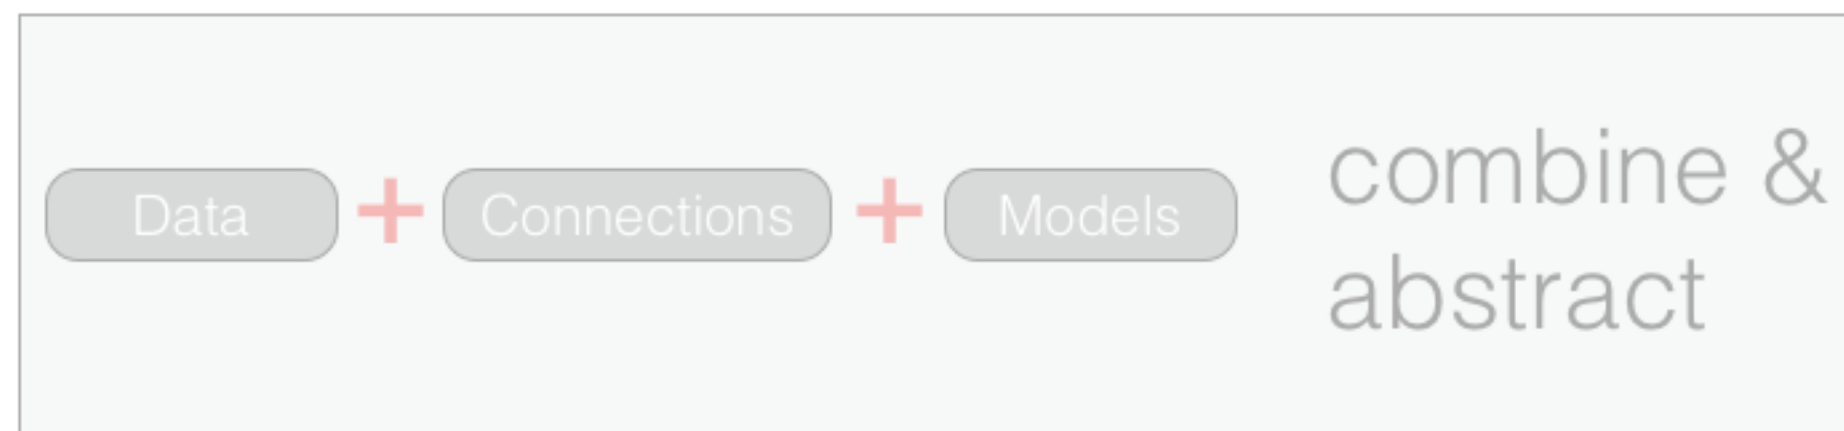 Data + Connections + Models
combine &
abstract